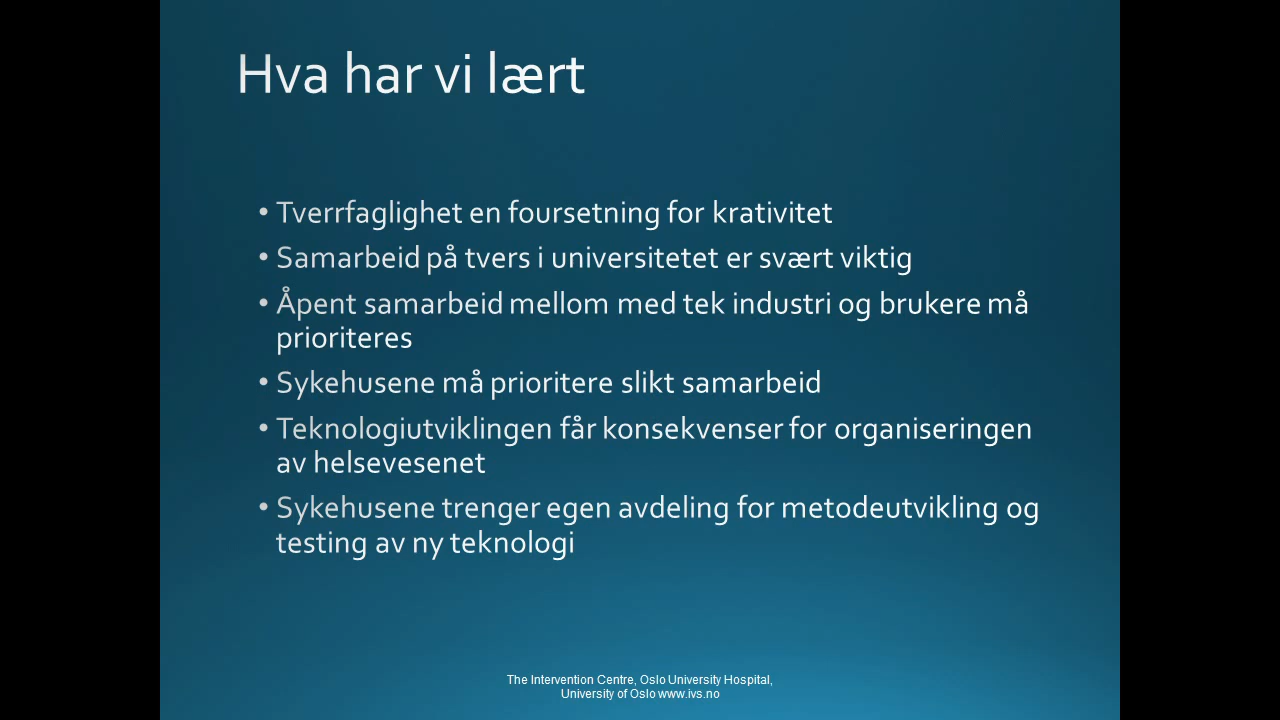 Hva har vi lært
• Tverrfaglighet en foursetning for krativitet
• Samarbeid på tvers i universitetet er svært viktig
• Åpent samarbeid mellom med tek industri og brukere må
prioriteres
• Sykehusene må prioritere slikt samarbeid
• Teknologiutviklingen får konsekvenser for organiseringen
av helsevesenet
• Sykehusene trenger egen avdeling for metodeutvikling og
testing av ny teknologi
The Intervention Centre, Oslo University Hospital,
University of Oslo www.ivs.no